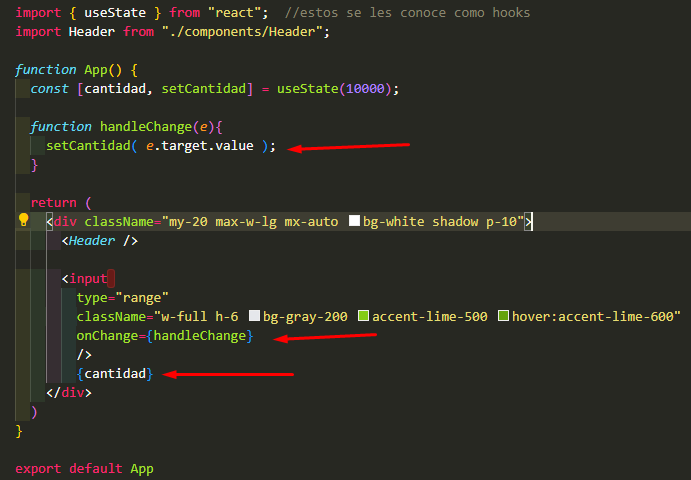 import { useState } from "react";  //estos se les conoce como hooks
import Header from "./components/Header";
function App() {
const [cantidad, setCantidad] = useState(10000);
function handleChange(e){
setCantidad( e.target.value );
}
return (
<div className="my-20 max-w-lg mx-auto bg-white shadow p-10">
<Header />
<input
type="range"
className="w-full h-6 bg-gray-200 accent-lime-500 hover:accent-lime-600"
onChange={handleChange}
/>
{cantidad}
</div>
)
}
export default App